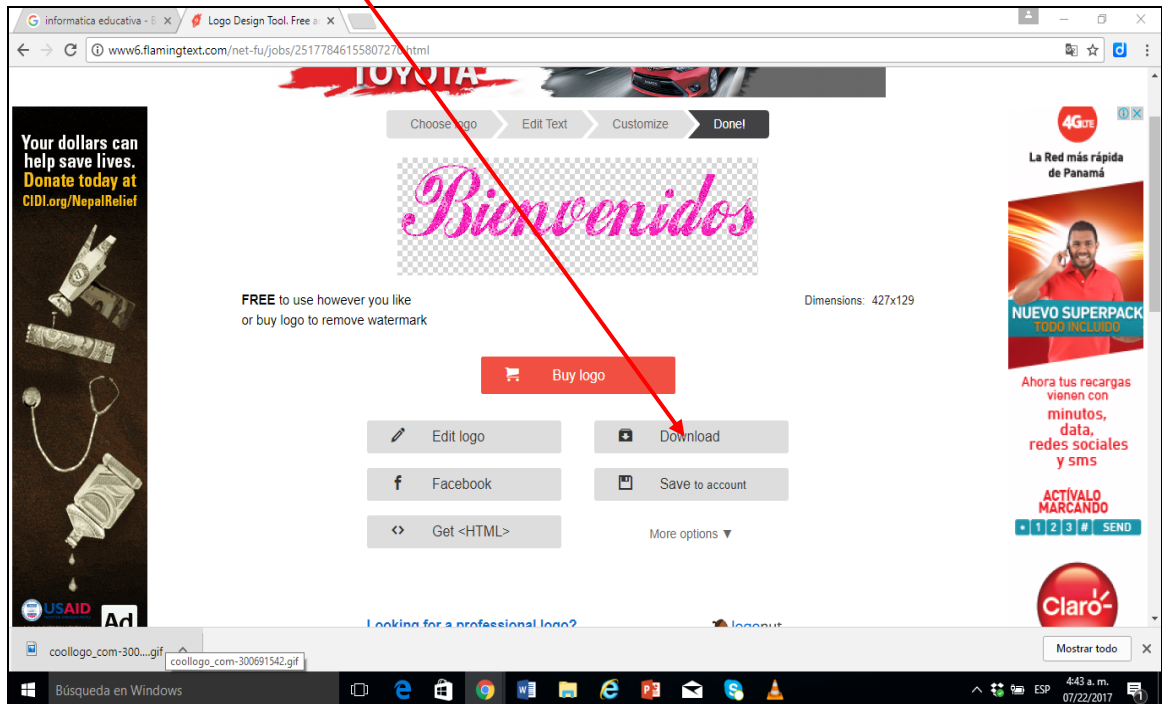 informatica educativa - B
Logo Design Tool. Free a
www6.flamingtext.com/net-fu/jobs/25177846155807270.html
TOYOTA
Choose logo
Edit Text
Customize
Done!
Your dollars can
help save lives.
Donate today at
CIDI.org/NepalRelief
USAID
Ad
Bienvenidos
FREE to use however you like
or buy logo to remove watermark
Dimensions: 427x129
Buy logo
Edit logo
Download
Facebook
Save to account
Get <HTML>
More options ▼
Looking for a professional logo?
logonut
4GLTE
La Red más rápida
de Panamá
NUEVO SUPERPACK
TODO INCLUIDO
Ahora tus recargas
vienen con
minutos,
data,
redes sociales
y sms
ACTÍVALO
MARCANDO
* 1 2 3 # SEND
Claro
coollogo_com-300....gif
coollogo_com-300691542.gif
Mostrar todo
Búsqueda en Windows
ESP
4:43 a. m.
07/22/2017